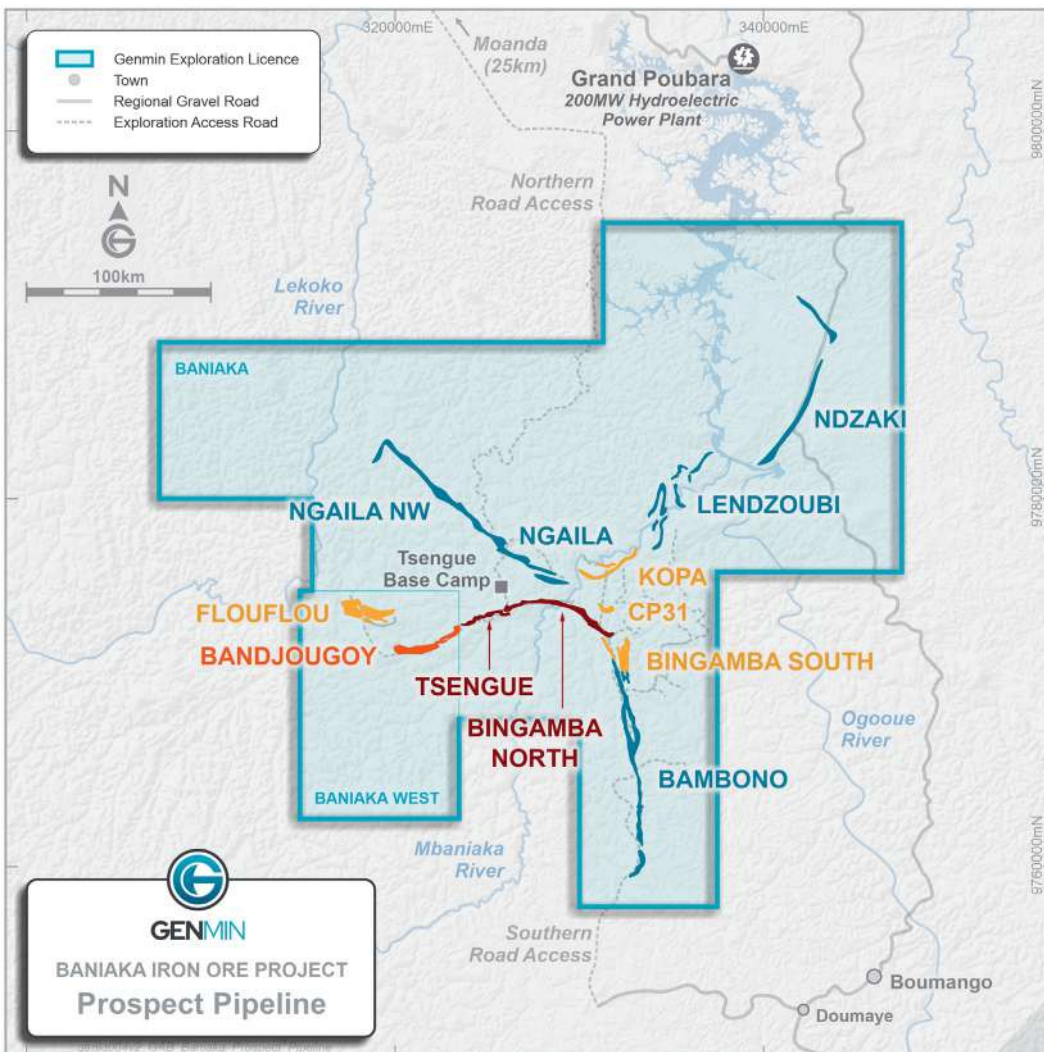 320000mE
340000mE
Genmin Exploration Licence
Town
Regional Gravel Road
Exploration Access Road
Moanda
(25km)
Grand Poubara
200MW Hydroelectric
Power Plant
9800000mN
N
Northern
Road Access
100km
Lekoko
River
BANIAKA
NDZAKI
NGAILA NW
NGAILA
LENDZOUBI
9780000mN
Tsengue
Base Camp
KOPA
FLOUFLOU
CP31
BANDJOUGOY
BINGAMBA SOUTH
TSENGUE
BINGAMBA
NORTH
Ogooue
River
BAMBONO
BANIAKA WEST
Mbaniaka
River
9760000mN
GENMIN
BANIAKA IRON ORE PROJECT
Prospect Pipeline
Southern
Road Access
Boumango
Doumaye